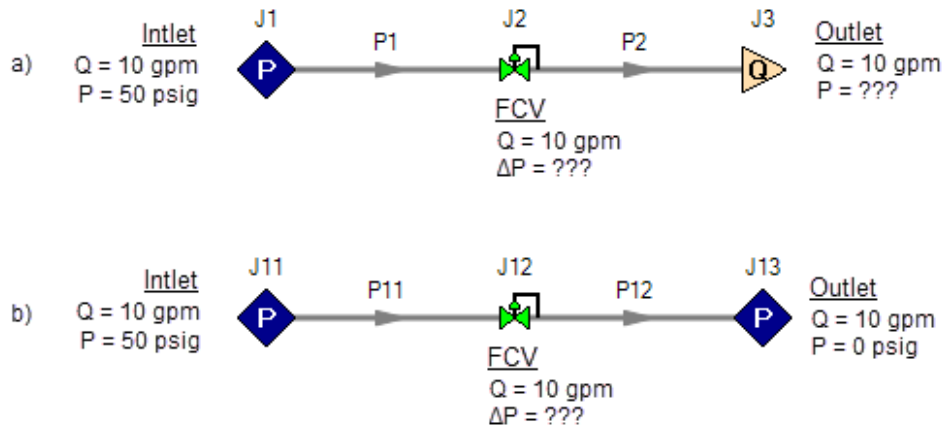 J1
J2
J3
Intlet
P1
P2
Outlet
a)
Q = 10 gpm
P
Q
Q = 10 gpm
P = 50 psig
P = ???
FCV
Q = 10 gpm
ΔP = ???
J11
J12
J13
Intlet
P11
P12
Outlet
b)
Q = 10 gpm
P
P
Q = 10 gpm
P = 50 psig
P = 0 psig
FCV
Q = 10 gpm
ΔP = ???